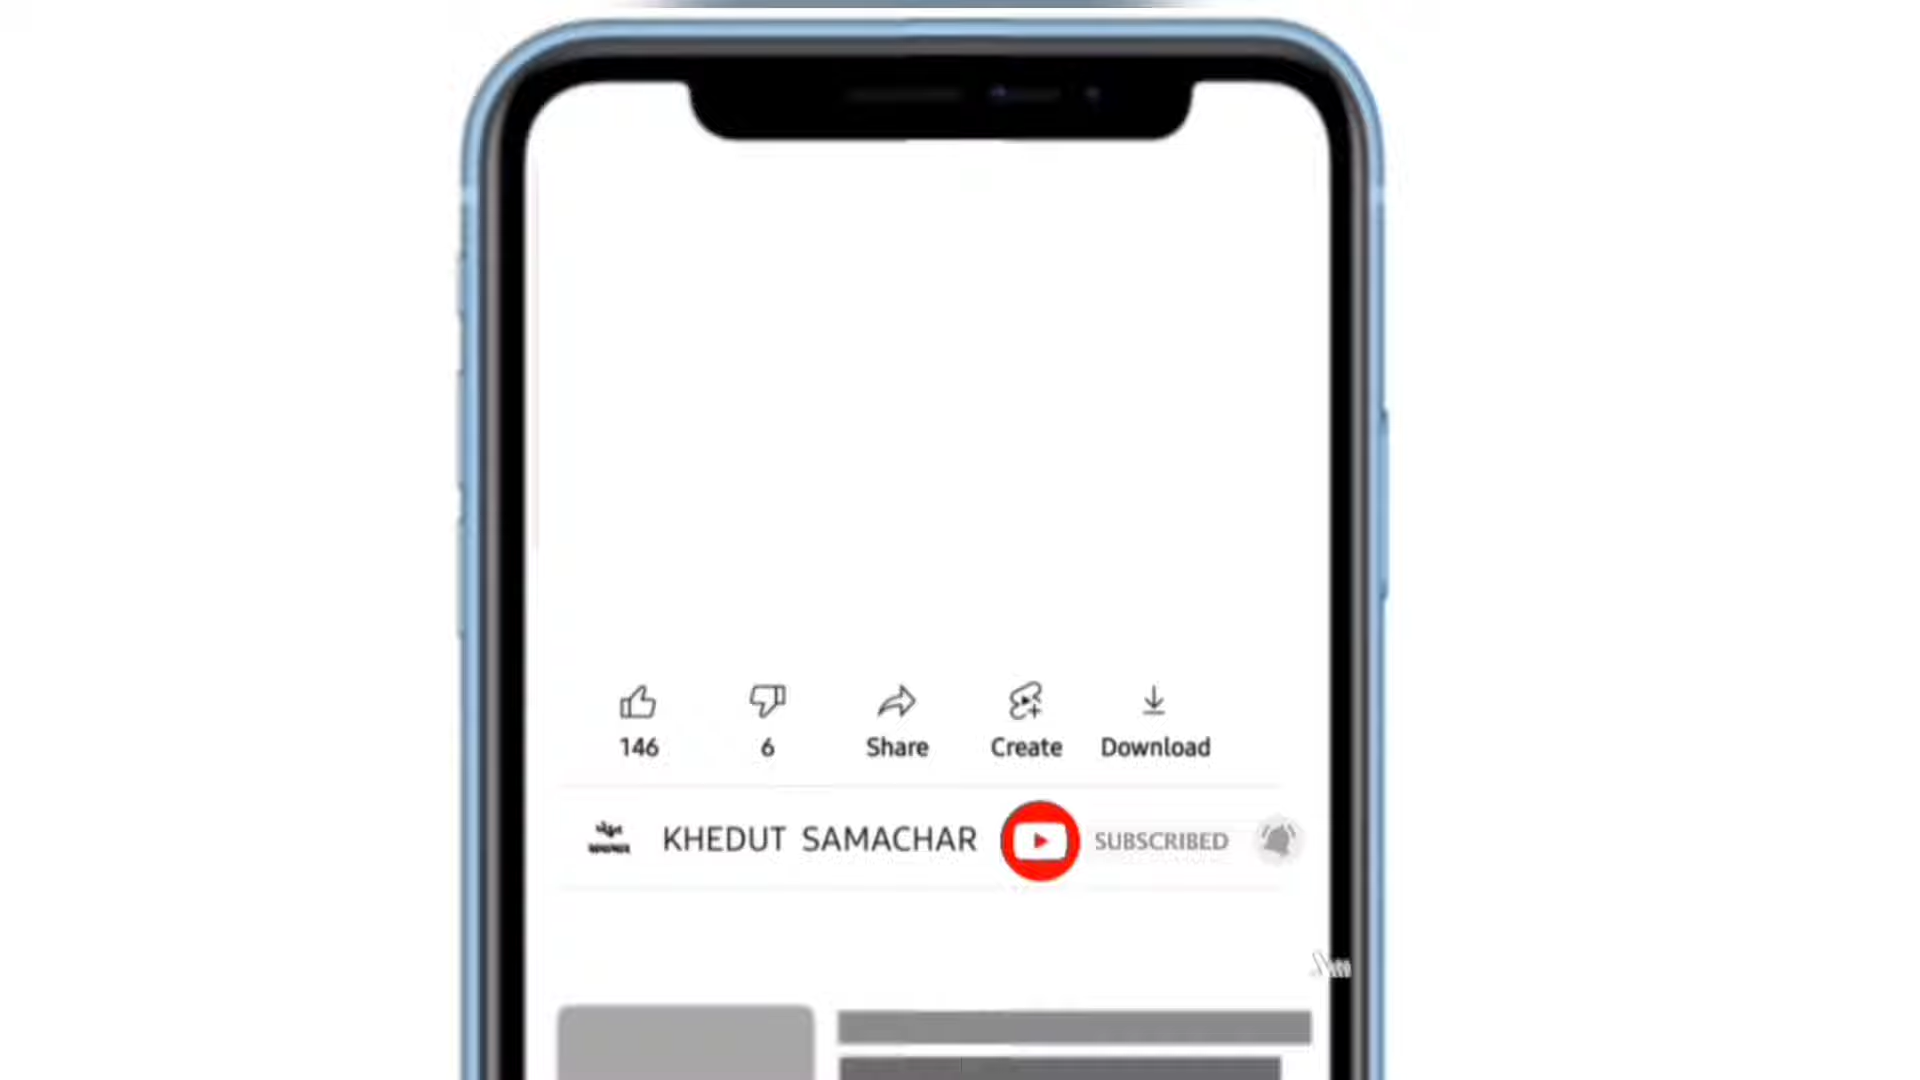 146
6
Share
Create
Download
KHEDUT SAMACHAR
SUBSCRIBED